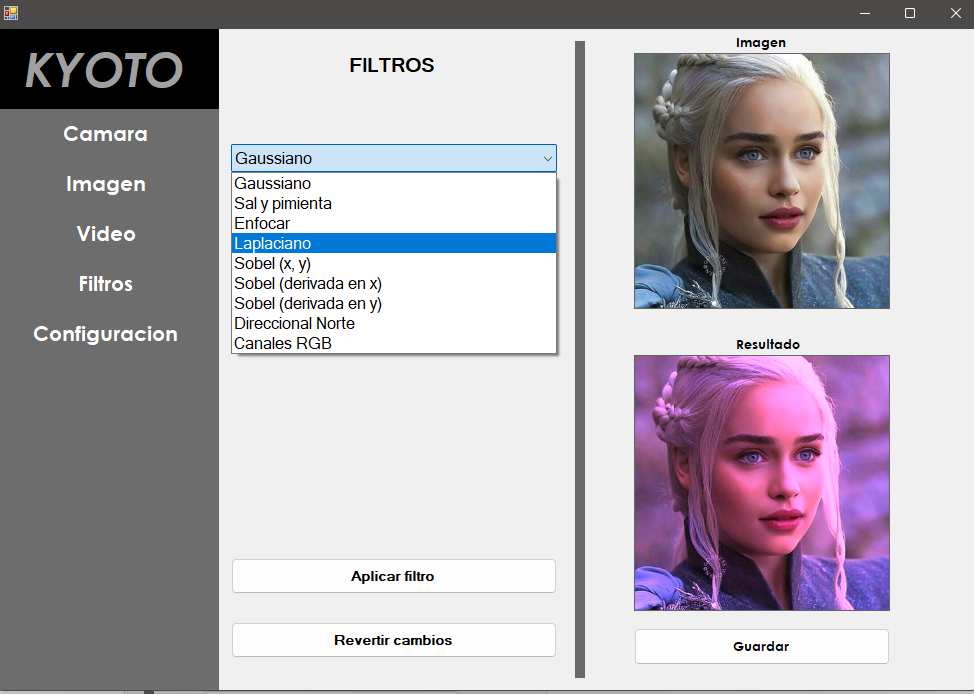 KYOTO
Camara
Imagen
Video
Filtros
Configuracion
FILTROS
Gaussiano
Gaussiano
Sal y pimienta
Enfocar
Laplaciano
Sobel (x, y)
Sobel (derivada en x)
Sobel (derivada en y)
Direccional Norte
Canales RGB
Aplicar filtro
Revertir cambios
Imagen
Resultado
Guardar